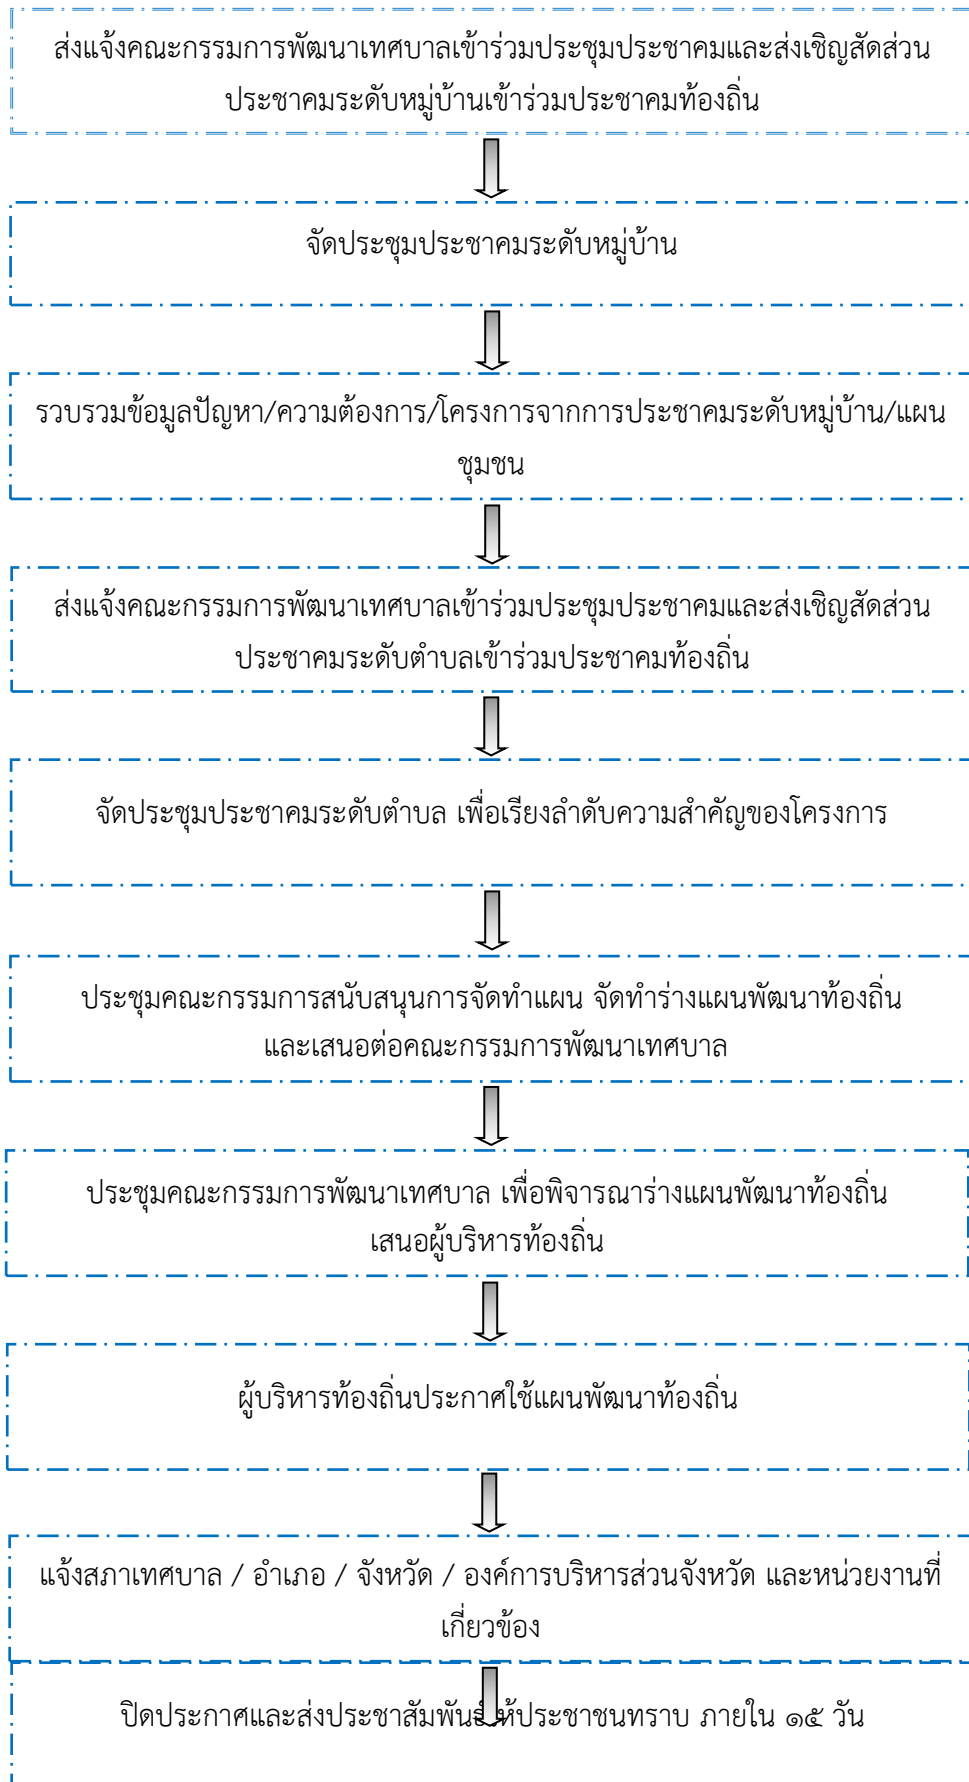 ส่งแจ้งคณะกรรมการพัฒนาเทศบาลเข้าร่วมประชุมประชาคมและส่งเชิญสัดส่วน
ประชาคมระดับหมู่บ้านเข้าร่วมประชาคมท้องถิ่น
จัดประชุมประชาคมระดับหมู่บ้าน
รวบรวมข้อมูลปัญหา/ความต้องการ/โครงการจากการประชาคมระดับหมู่บ้าน/แผน
ชุมชน
ส่งแจ้งคณะกรรมการพัฒนาเทศบาลเข้าร่วมประชุมประชาคมและส่งเชิญสัดส่วน
ประชาคมระดับตำบลเข้าร่วมประชาคมท้องถิ่น
จัดประชุมประชาคมระดับตำบล เพื่อเรียงลำดับความสำคัญของโครงการ
ประชุมคณะกรรมการสนับสนุนการจัดทำแผน จัดทำร่างแผนพัฒนาท้องถิ่น
และเสนอต่อคณะกรรมการพัฒนาเทศบาล
ประชุมคณะกรรมการพัฒนาเทศบาล เพื่อพิจารณาร่างแผนพัฒนาท้องถิ่น
เสนอผู้บริหารท้องถิ่น
ผู้บริหารท้องถิ่นประกาศใช้แผนพัฒนาท้องถิ่น
แจ้งสภาเทศบาล / อำเภอ / จังหวัด / องค์การบริหารส่วนจังหวัด และหน่วยงานที่
เกี่ยวข้อง
ปิดประกาศและส่งประชาสัมพันธ์ให้ประชาชนทราบ ภายใน ๑๕ วัน